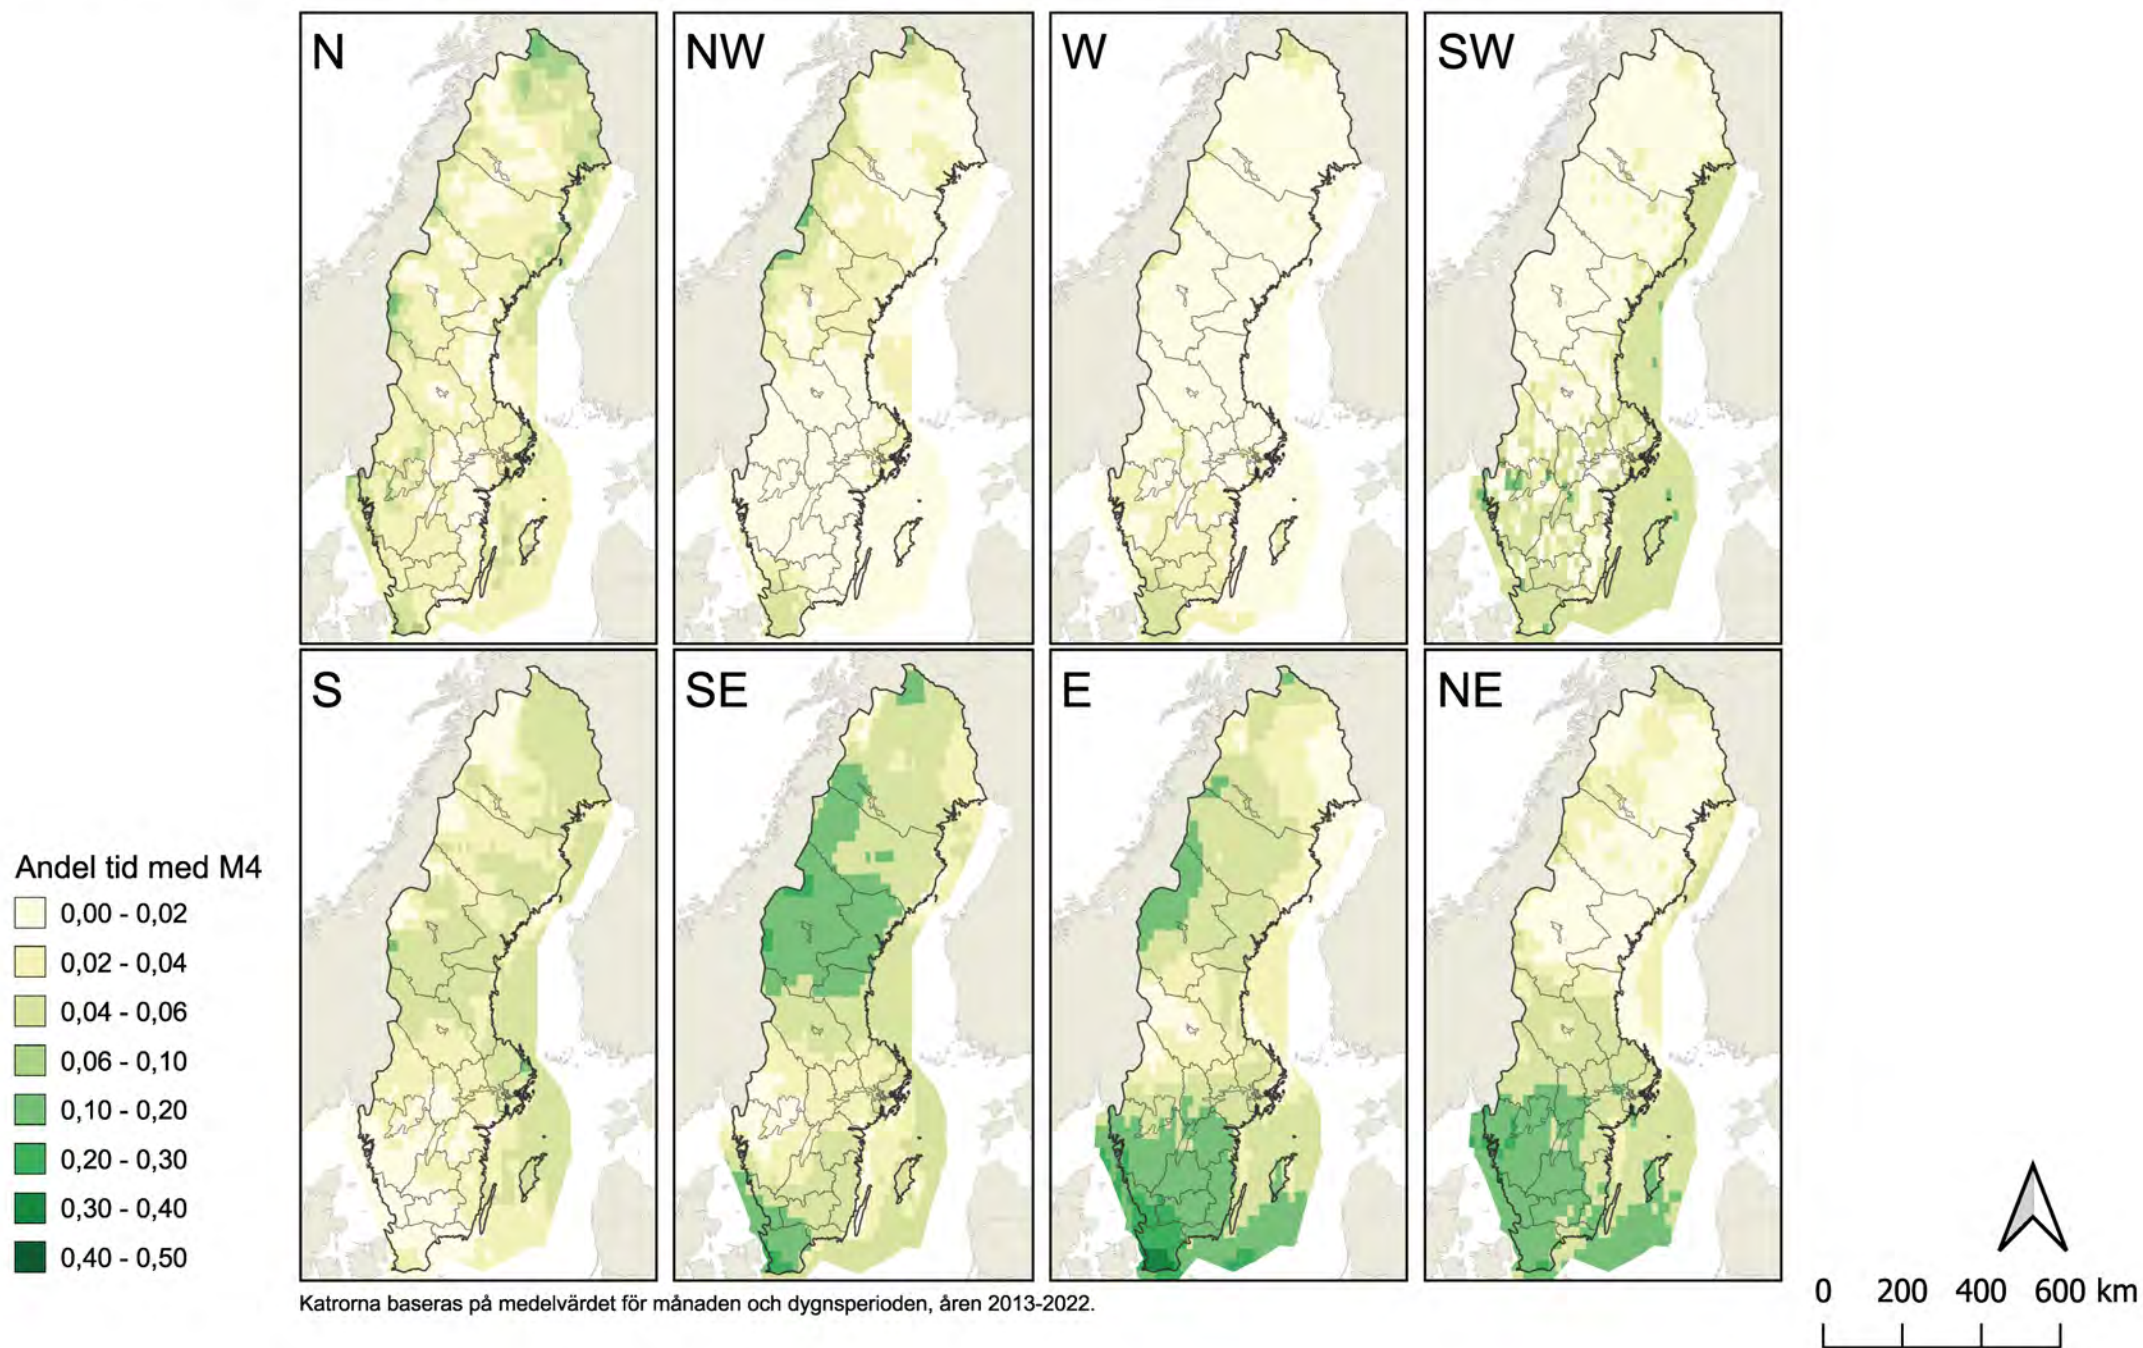 N
NW
W
SW
S
SE
E
NE
Andel tid med M4
0,00 - 0,02
0,02 - 0,04
0,04 - 0,06
0,06 - 0,10
0,10 - 0,20
0,20 - 0,30
0,30 - 0,40
0,40 - 0,50
Katrorna baseras på medelvärdet för månaden och dygnsperioden, åren 2013-2022.
0 200 400 600 km